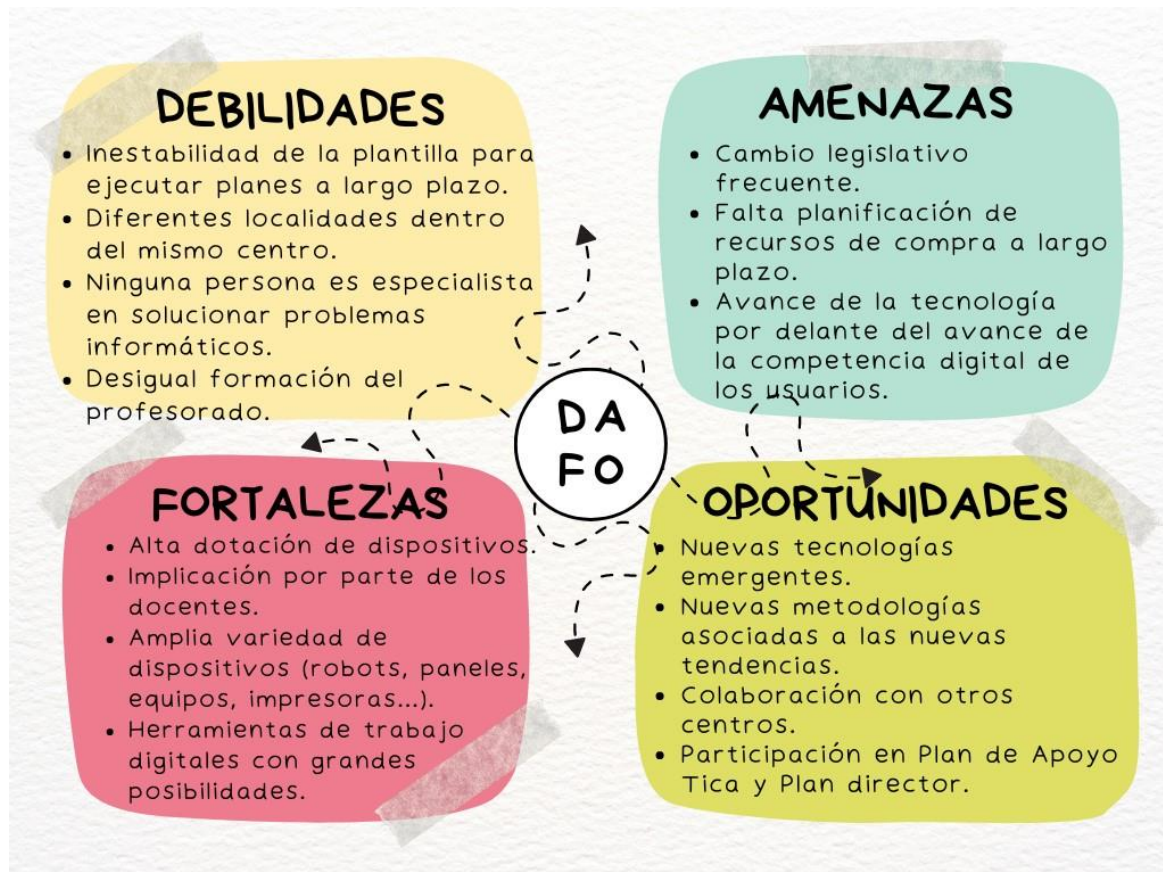 DEBILIDADES
• Inestabilidad de la plantilla para
ejecutar planes a largo plazo.
• Diferentes localidades dentro
del mismo centro.
• Ninguna persona es especialista
en solucionar problemas
informáticos.
• Desigual formación del
profesorado.
AMENAZAS
• Cambio legislativo
frecuente.
• Falta planificación de
recursos de compra a largo
plazo.
• Avance de la tecnología
por delante del avance de
la competencia digital de
los usuarios.
DA
FO
FORTALEZAS
• Alta dotación de dispositivos.
• Implicación por parte de los
docentes.
• Amplia variedad de
dispositivos (robots, paneles,
equipos, impresoras...).
• Herramientas de trabajo
digitales con grandes
posibilidades.
OPORTUNIDADES
• Nuevas tecnologías
emergentes.
• Nuevas metodologías
asociadas a las nuevas
tendencias.
• Colaboración con otros
centros.
• Participación en Plan de Apoyo
Tica y Plan director.